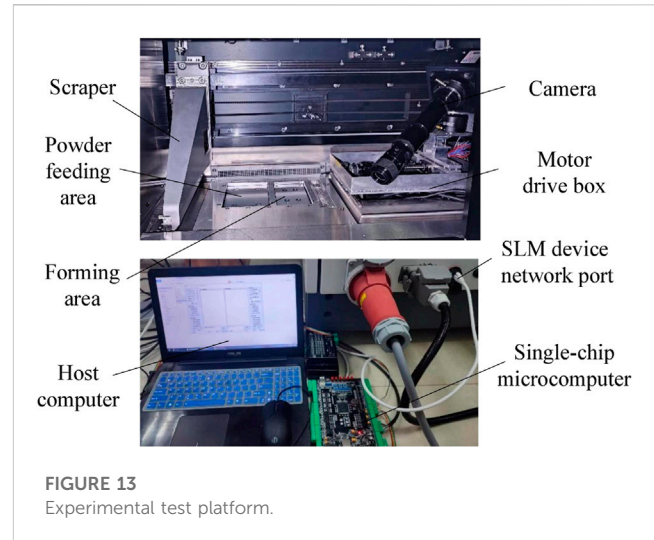 Scraper
Powder
feeding
area
Forming
area
Host
computer
Camera
Motor
drive box
SLM device
network port
Single-chip
microcomputer
ASUS
FIGURE 13
Experimental test platform.